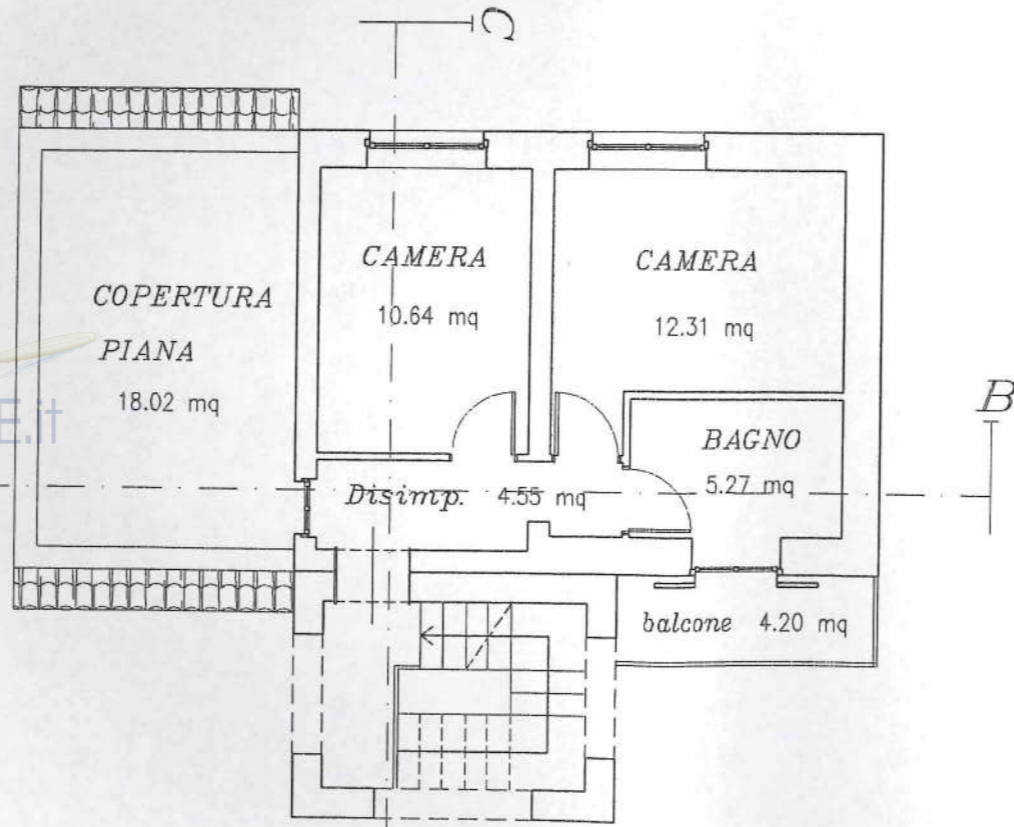 C
CAMERA
10.64 mq
CAMERA
12.31 mq
COPERTURA
PIANA
18.02 mq
E.it
B
BAGNO
5.27 mq
Disimp. 4.55 mq
balcone 4.20 mq